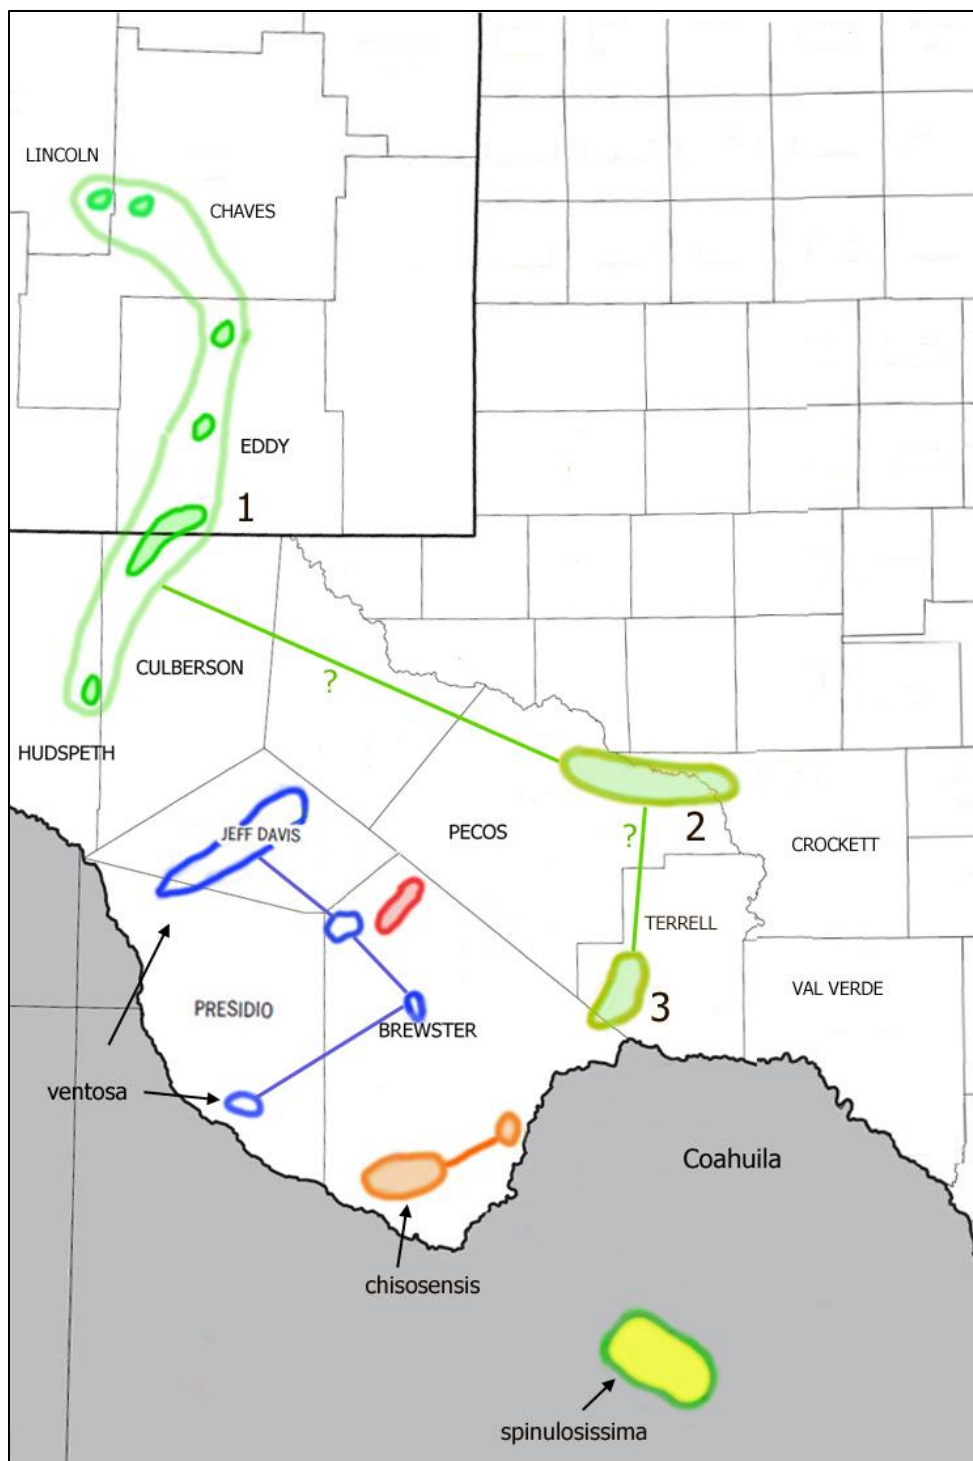 LINCOLN
CHAVES
EDDY
1
CULBERSON
?
HUDSPETH
JEFF DAVIS
PECOS
?
2
CROCKETT
TERRELL
VAL VERDE
3
PRESIDIO
BREWSTER
ventosa
Coahuila
chisosensis
spinulosissima